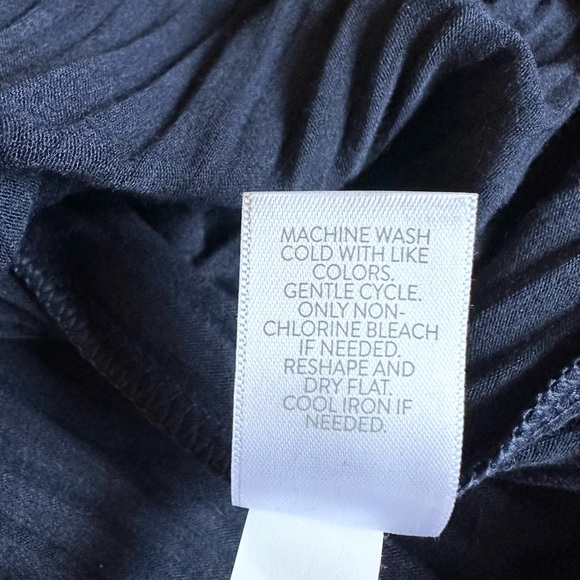 MACHINE WASH
COLD WITH LIKE
COLORS.
GENTLE CYCLE.
ONLY NON-
CHLORINE BLEACH
IF NEEDED.
RESHAPE AND
DRY FLAT.
COOL IRON IF
NEEDED.